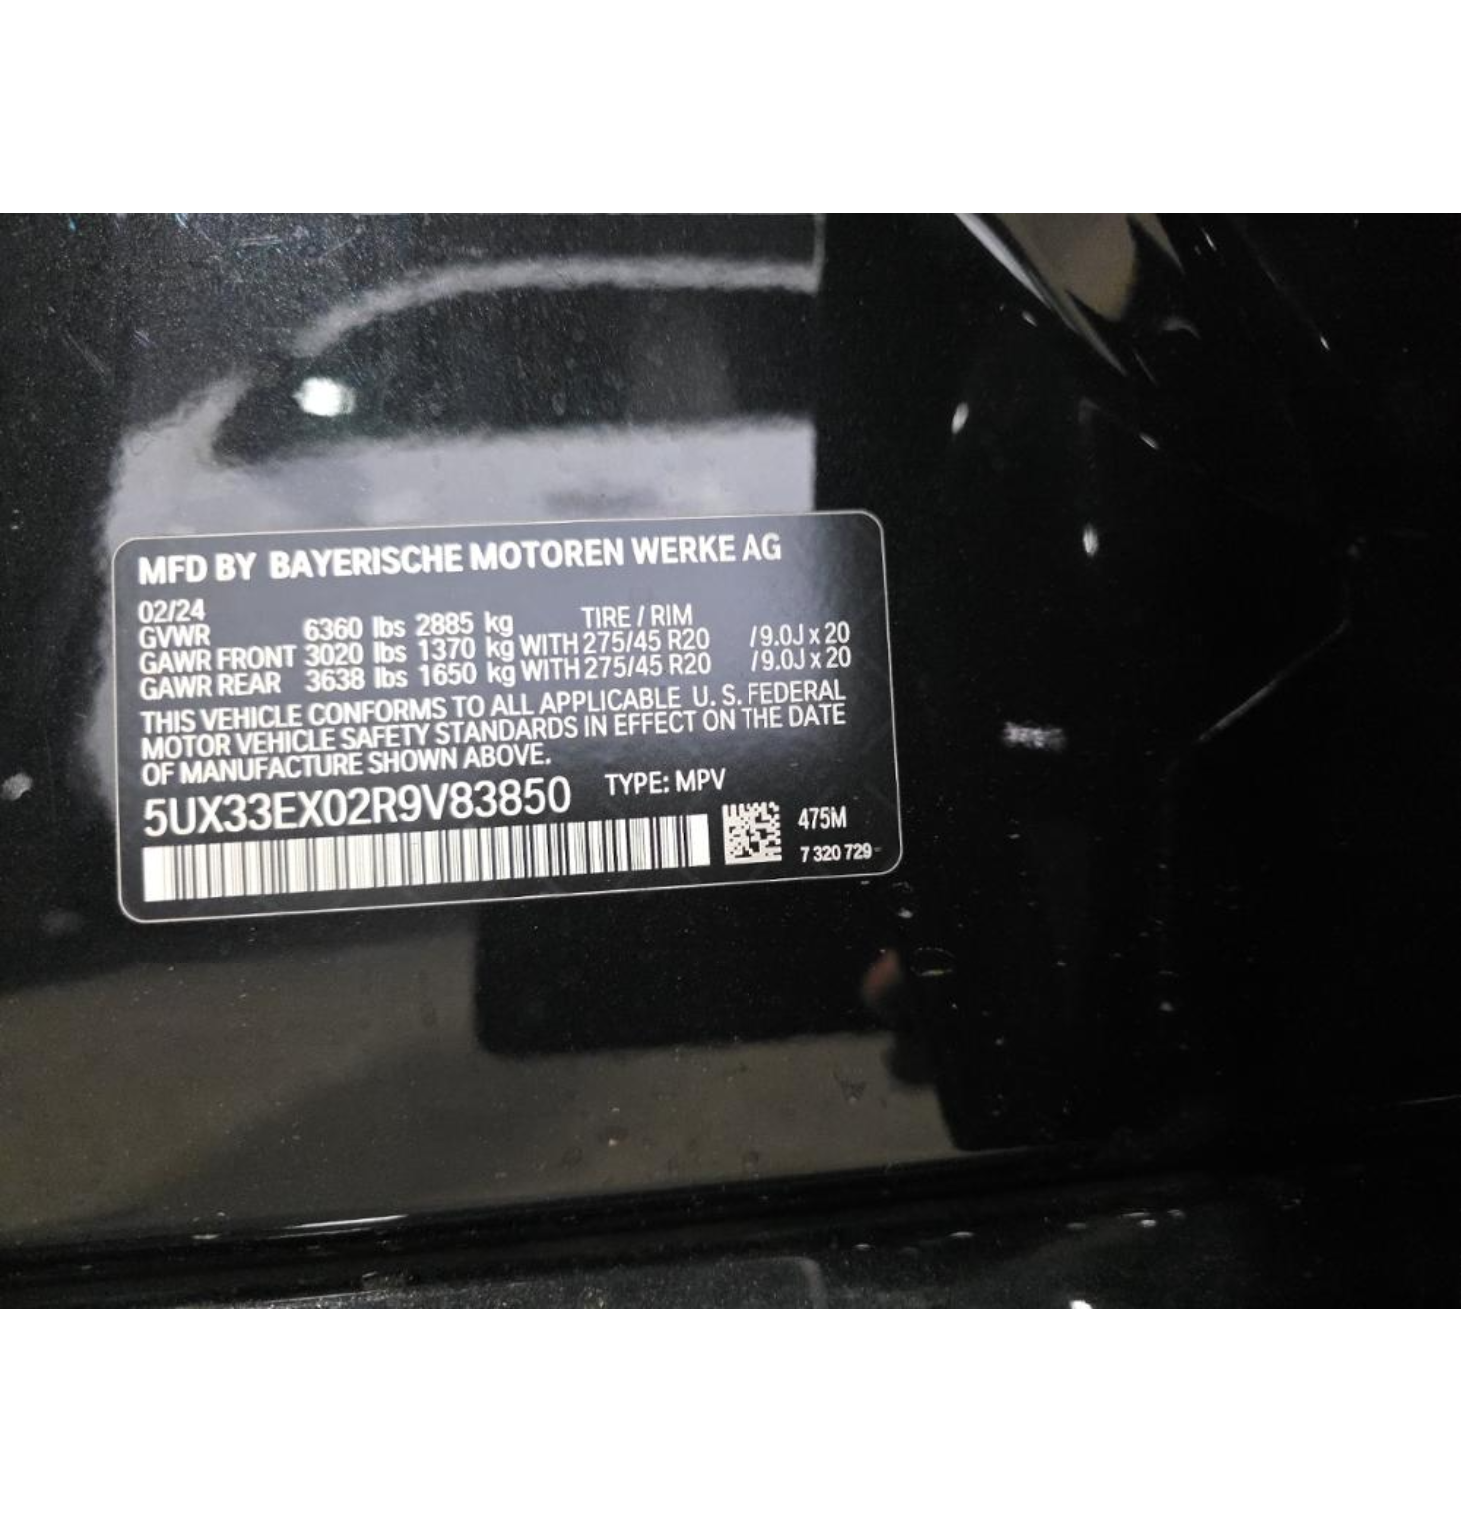 MFD BY BAYERISCHE MOTOREN WERKE AG
02/24
GVWR 6360 lbs 2885 kg TIRE / RIM
GAWR FRONT 3020 lbs 1370 kg WITH 275/45 R20 /9.0J x 20
GAWR REAR 3638 lbs 1650 kg WITH 275/45 R20 /9.0J x 20
THIS VEHICLE CONFORMS TO ALL APPLICABLE U. S. FEDERAL
MOTOR VEHICLE SAFETY STANDARDS IN EFFECT ON THE DATE
OF MANUFACTURE SHOWN ABOVE.
5UX33EX02R9V83850 TYPE: MPV
475M
7 320 729